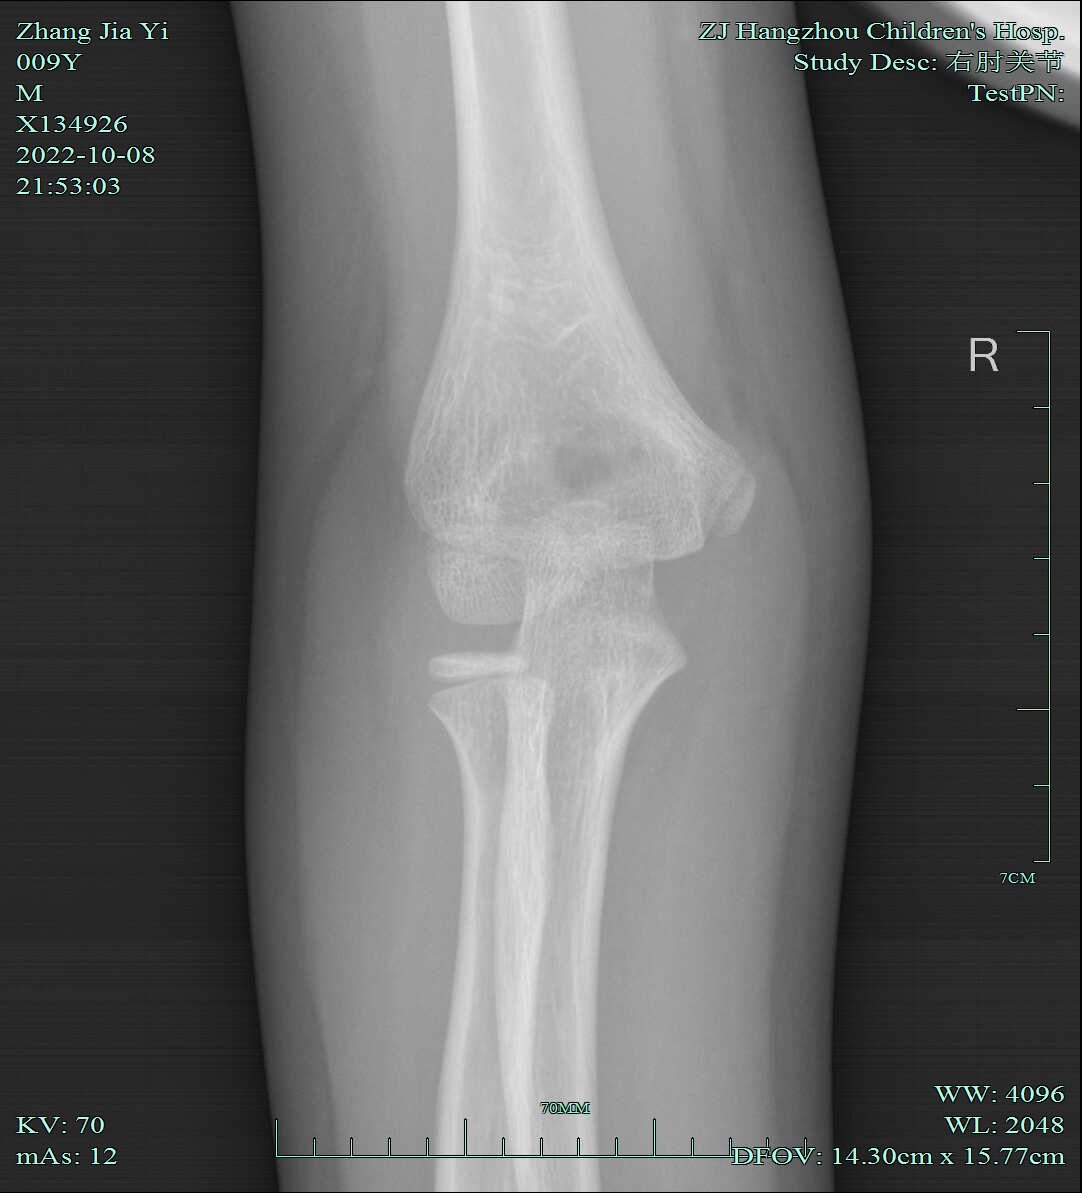 Zhang Jia Yi
009Y
M
X134926
2022-10-08
21:53:03
ZJ Hangzhou Children's Hosp.
Study Desc: 右肘关节
TestPN:
R
7CM
70MM
KV: 70
mAs: 12
WW: 4096
WL: 2048
DFOV: 14.30cm x 15.77cm